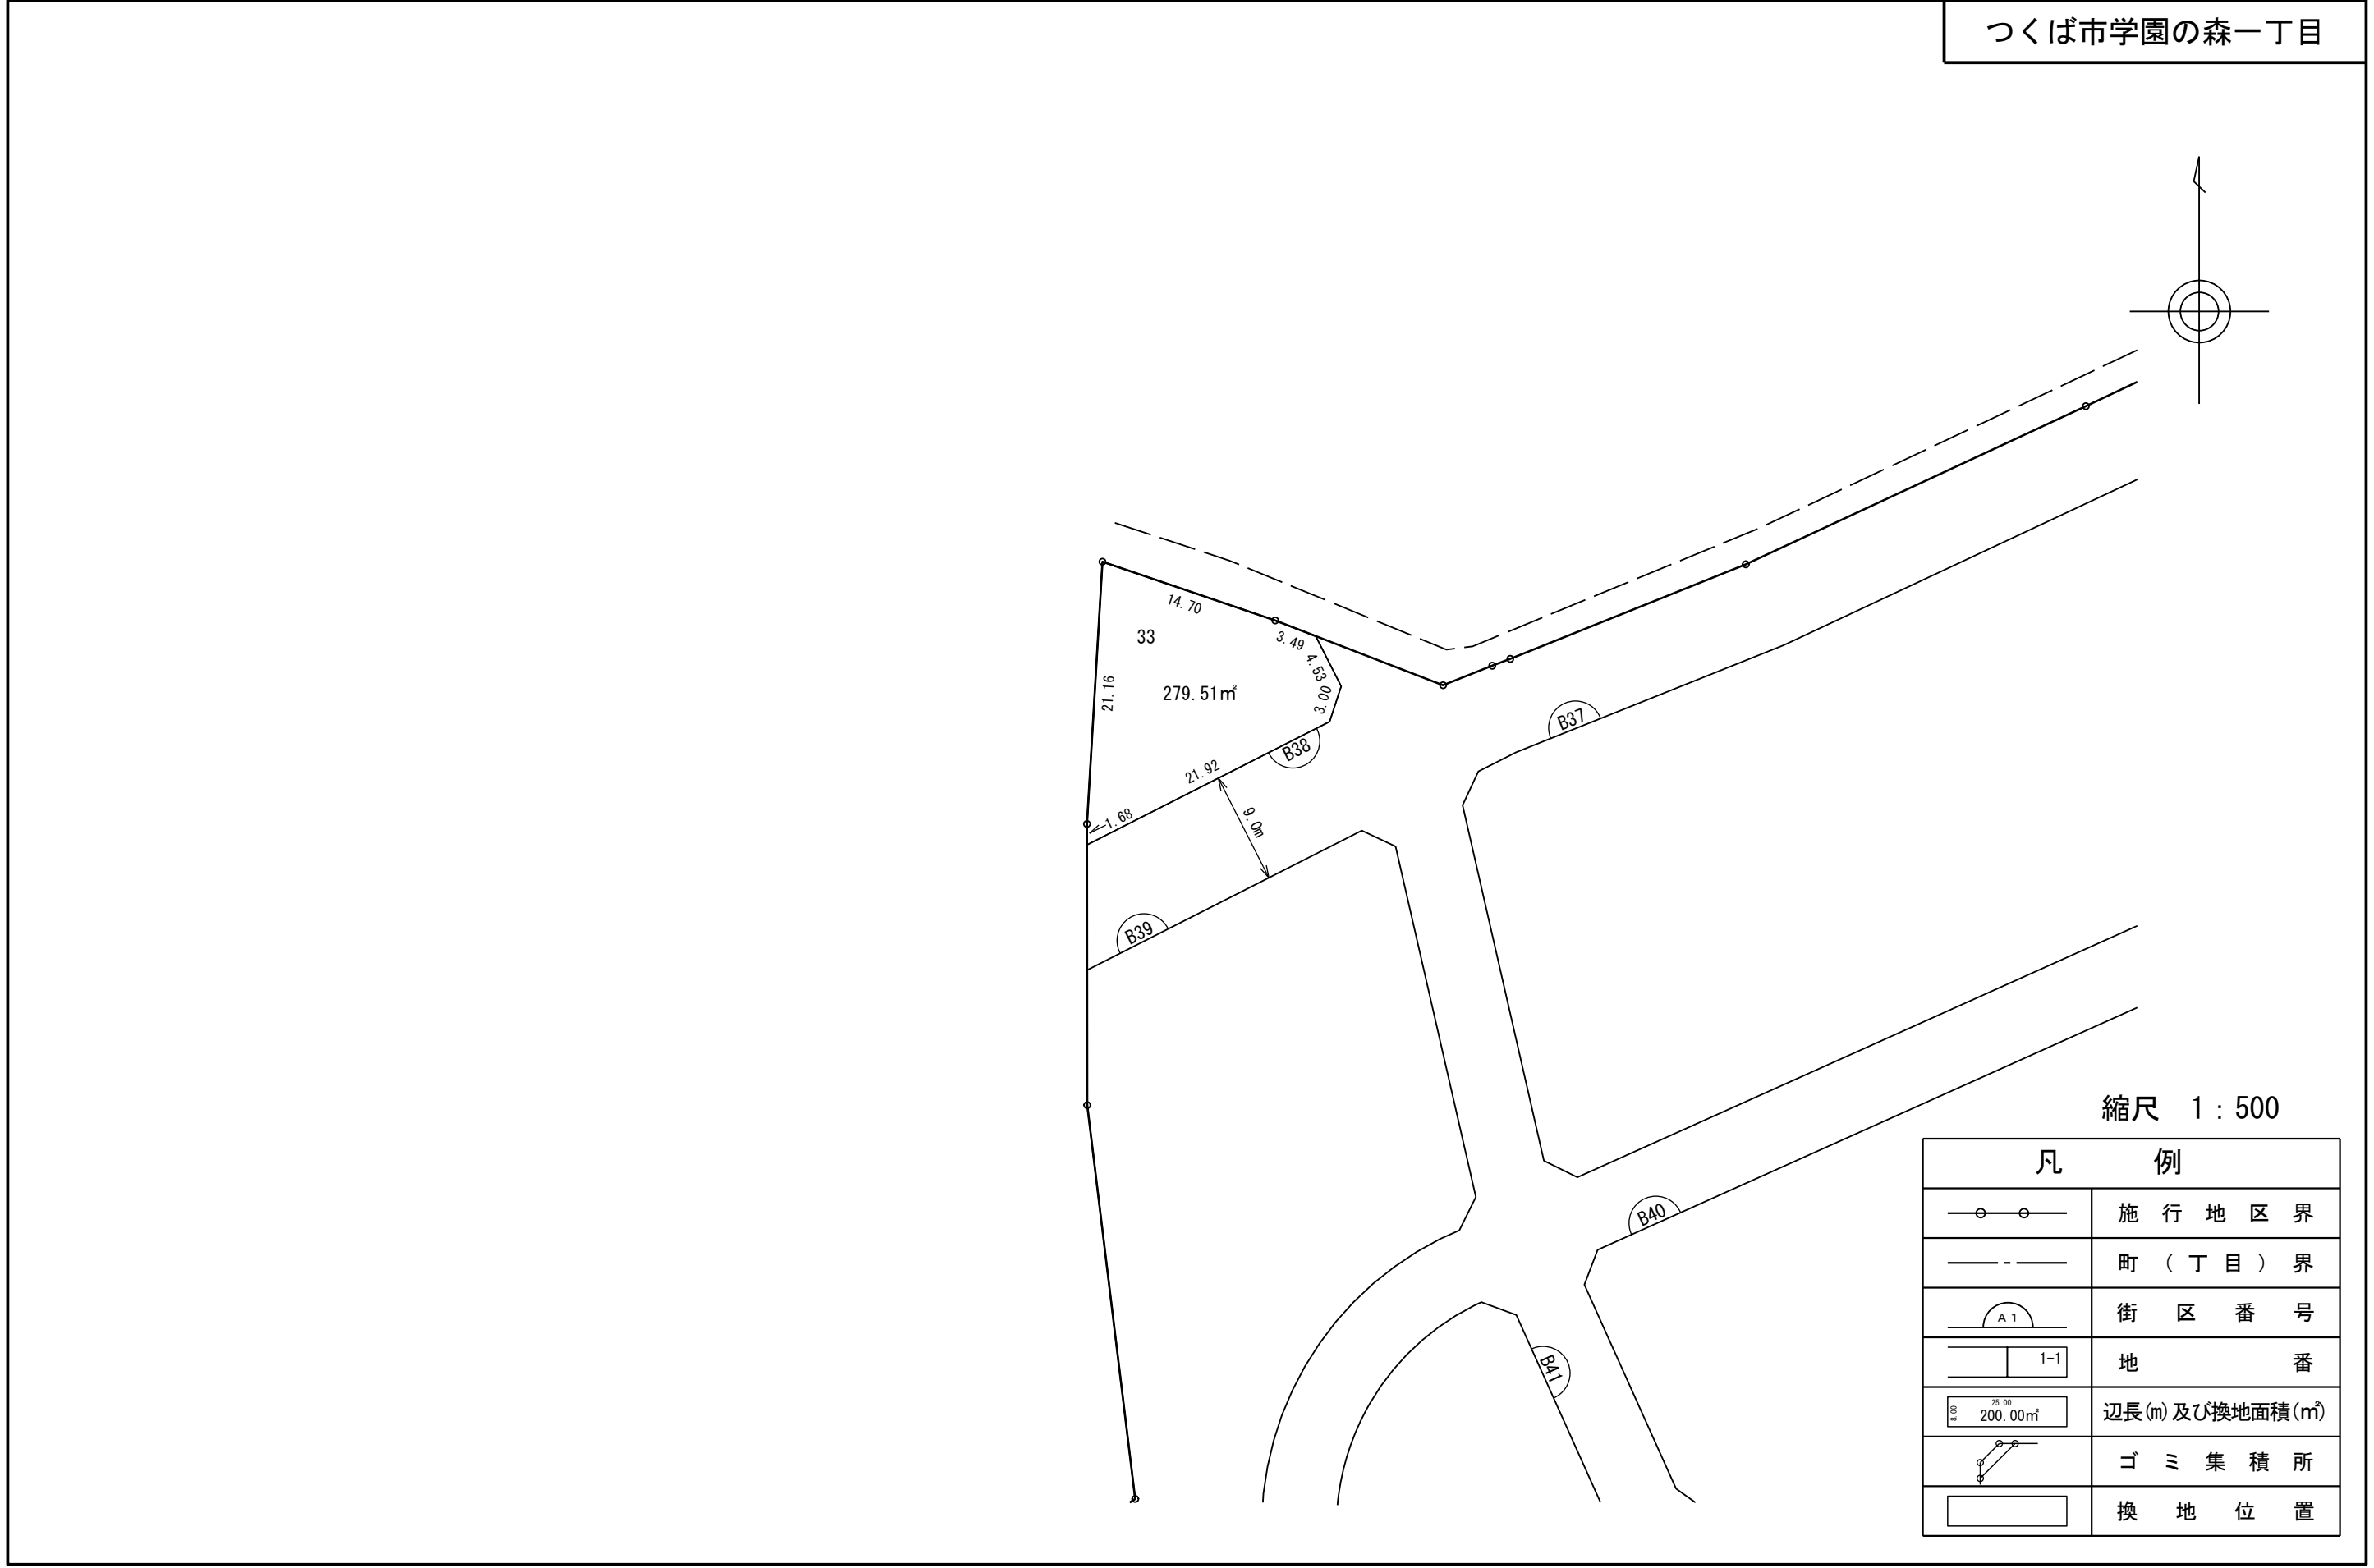 つくば市学園の森一丁目
14.70
33
3.49
4.53
21.16
279.51㎡
3.00
B37
B38
21.92
1.68
9.0m
B39
縮尺 1:500
凡例
施行地区界
町(丁目)界
A1
街区番号
1-1
地番
8.00
25.00
200.00㎡
辺長(m)及び換地面積(㎡)
ゴミ集積所
換地位置
B40
B41